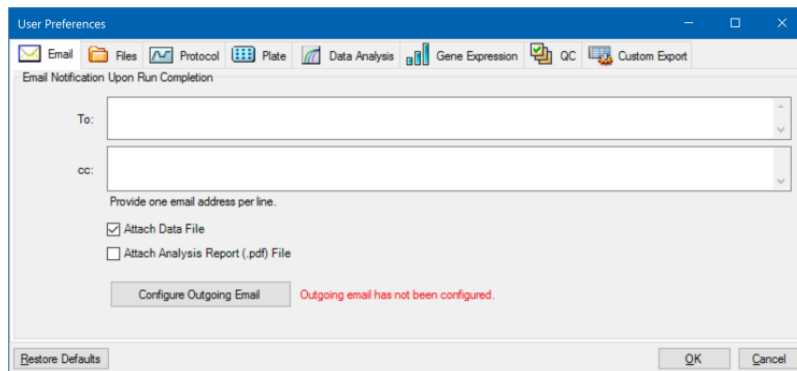 User Preferences
Email Files Protocol Plate Data Analysis Gene Expression QC Custom Export
Email Notification Upon Run Completion
To:
cc:
Provide one email address per line.
Attach Data File
Attach Analysis Report (.pdf) File
Configure Outgoing Email Outgoing email has not been configured.
Restore Defaults OK Cancel